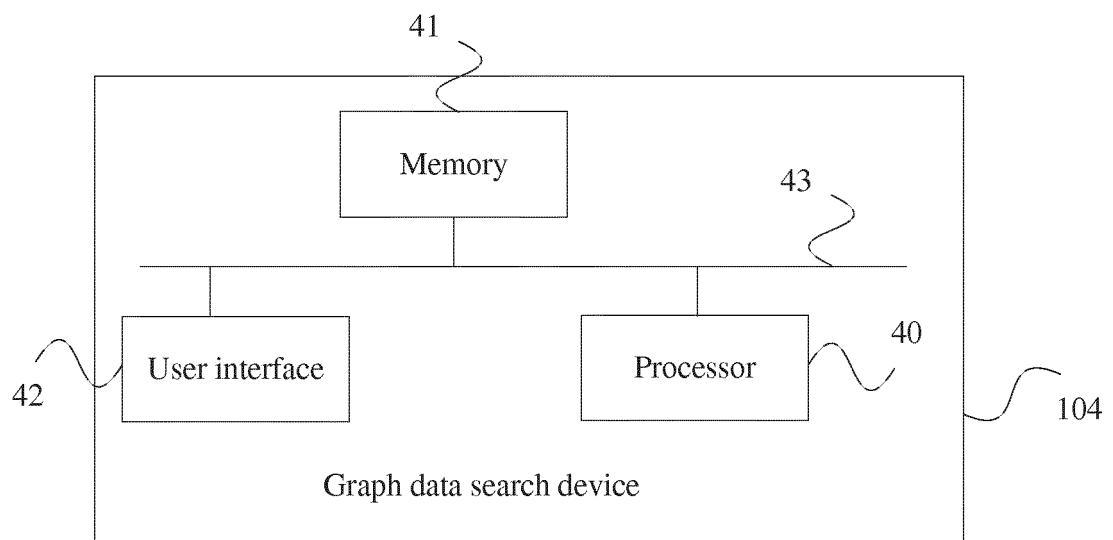 41
Memory
43
User interface
Processor
40
42
104
Graph data search device